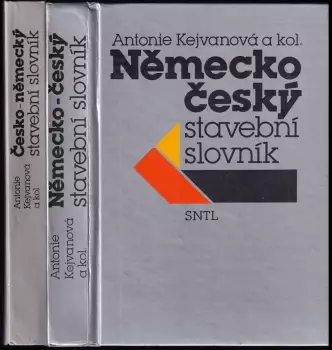 Antonie
Kejvanová
a kol.
Česko-německý
stavební slovník
Antonie
Kejvanová
a kol.
Německo-český
stavební slovník
Antonie Kejvanová a kol.
Německo
český
stavební
slovník
SNTL